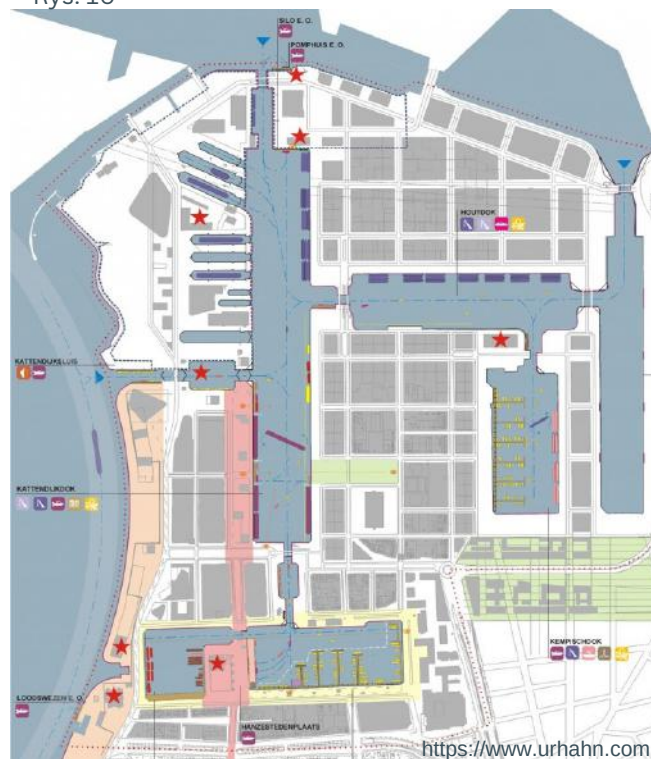 Rys. 18
SILO E. O.
POMPHUIS E. O.
HOUTDOK
KATTENDIJKSLUIS
KATTENDIJKDOK
KEMPISCHDOK
LOODSWEZEN E. O.
HANZESTEDENPLAATS
https://www.urhahn.com